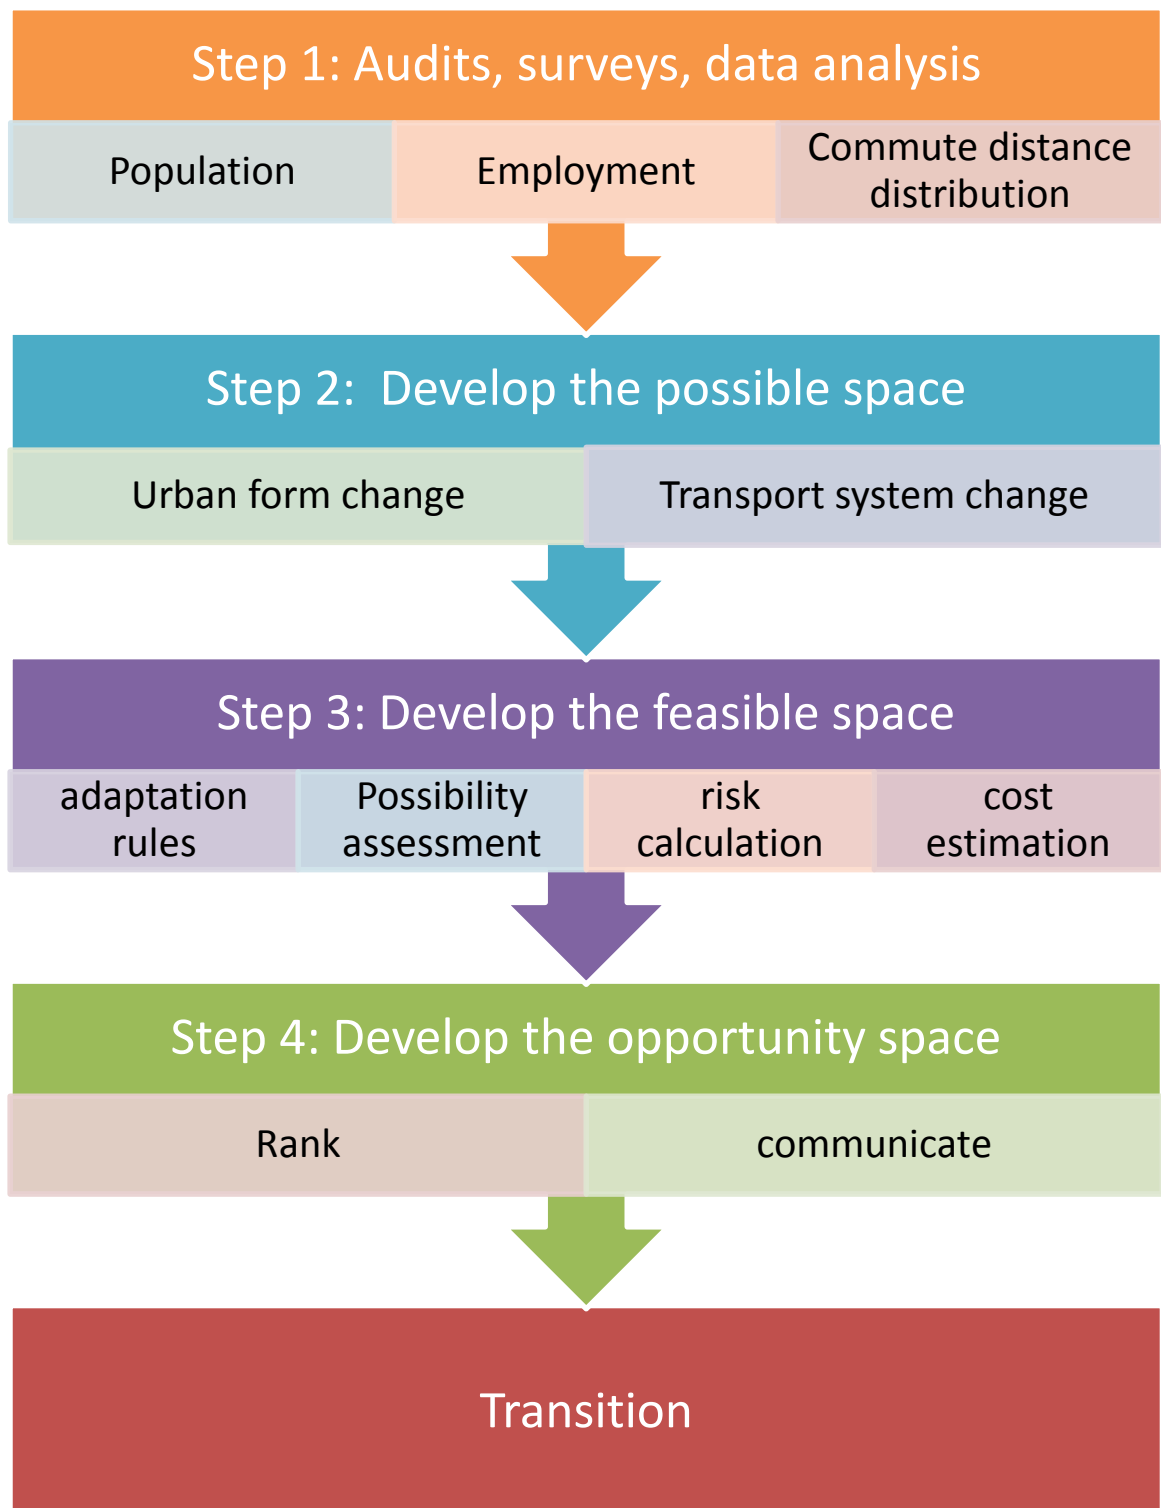 Step 1: Audits, surveys, data analysis
Population
Employment
Commute distance
distribution
Step 2:  Develop the possible space
Urban form change
Transport system change
Step 3: Develop the feasible space
adaptation
rules
Possibility
assessment
risk
calculation
cost
estimation
Step 4: Develop the opportunity space
Rank
communicate
Transition